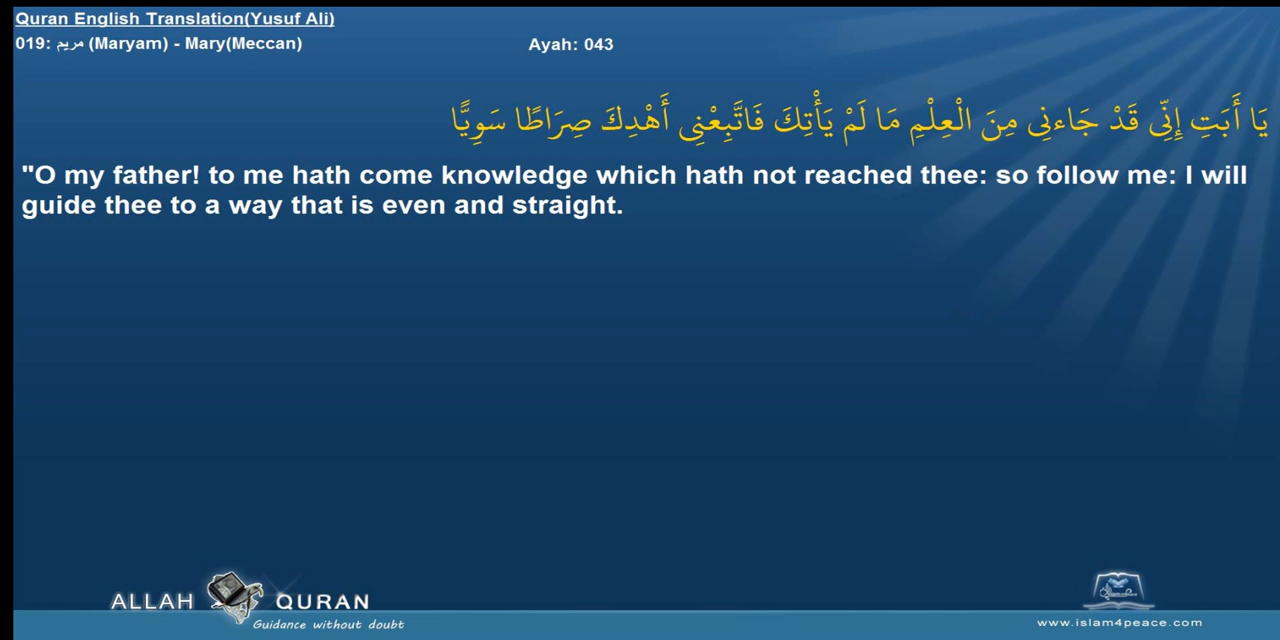 Quran English Translation(Yusuf Ali)
019: مريم (Maryam) - Mary(Meccan)
Ayah: 043
يَا أَبَتِ إِنِّي قَدْ جَاءنِي مِنَ الْعِلْمِ مَا لَمْ يَأْتِكَ فَاتَّبِعْنِي أَهْدِكَ صِرَاطًا سَوِيًّا
"O my father! to me hath come knowledge which hath not reached thee: so follow me: I will
guide thee to a way that is even and straight.
ALLAH QURAN
Guidance without doubt
www.islam4peace.com